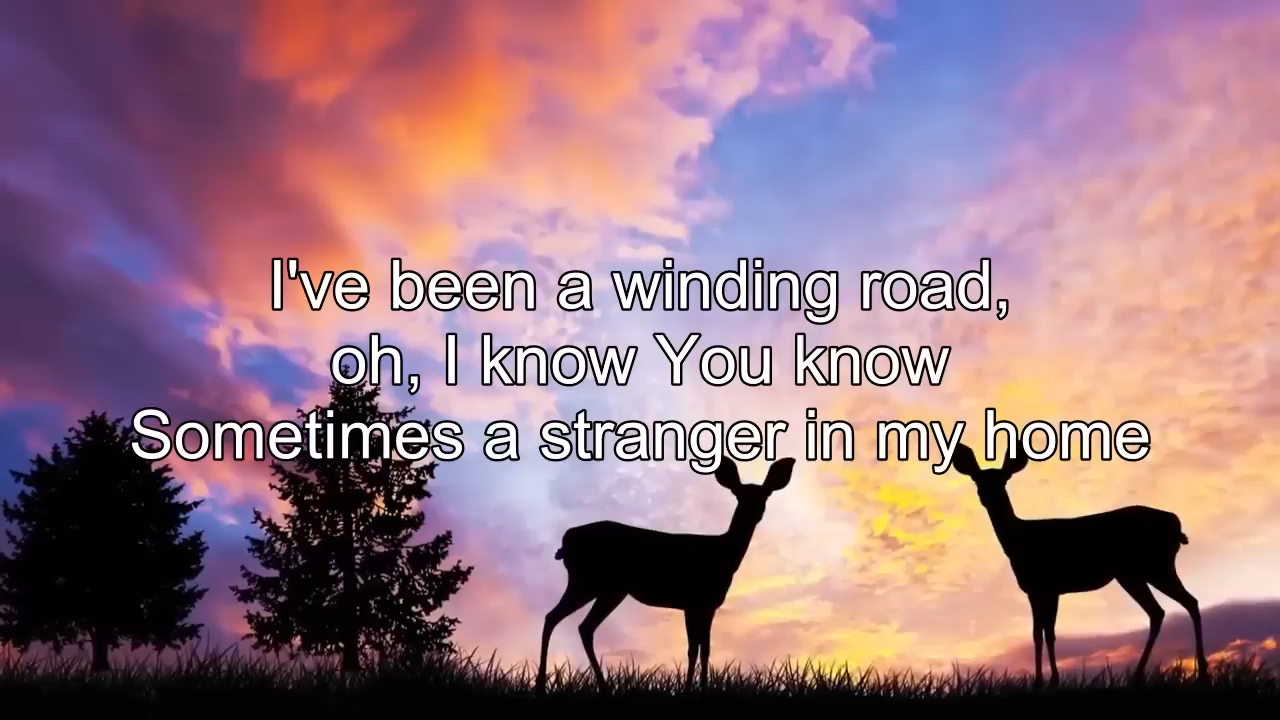 I've been a winding road,
oh, I know You know
Sometimes a stranger in my home